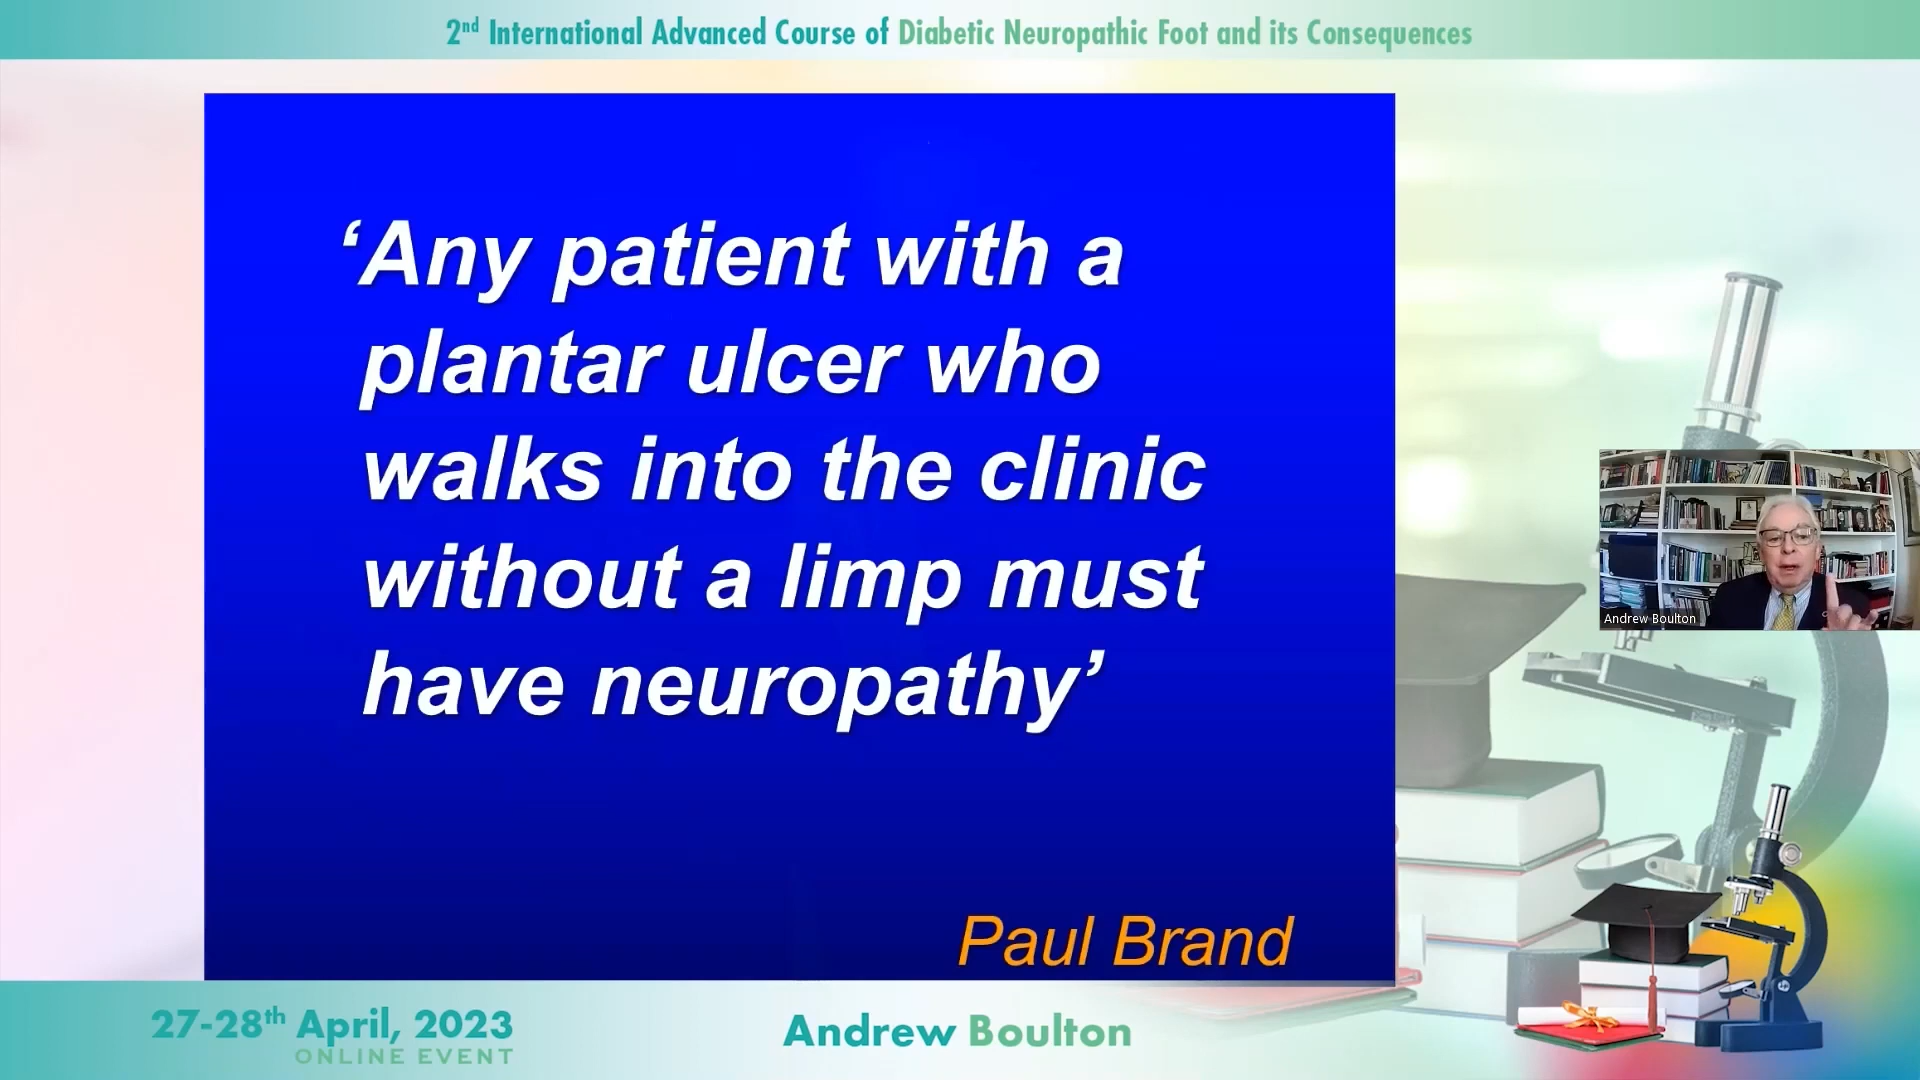 2nd International Advanced Course of Diabetic Neuropathic Foot and its Consequences
‘Any patient with a
plantar ulcer who
walks into the clinic
without a limp must
have neuropathy’
Paul Brand
Andrew Boulton
27-28th April, 2023
ONLINE EVENT
Andrew Boulton